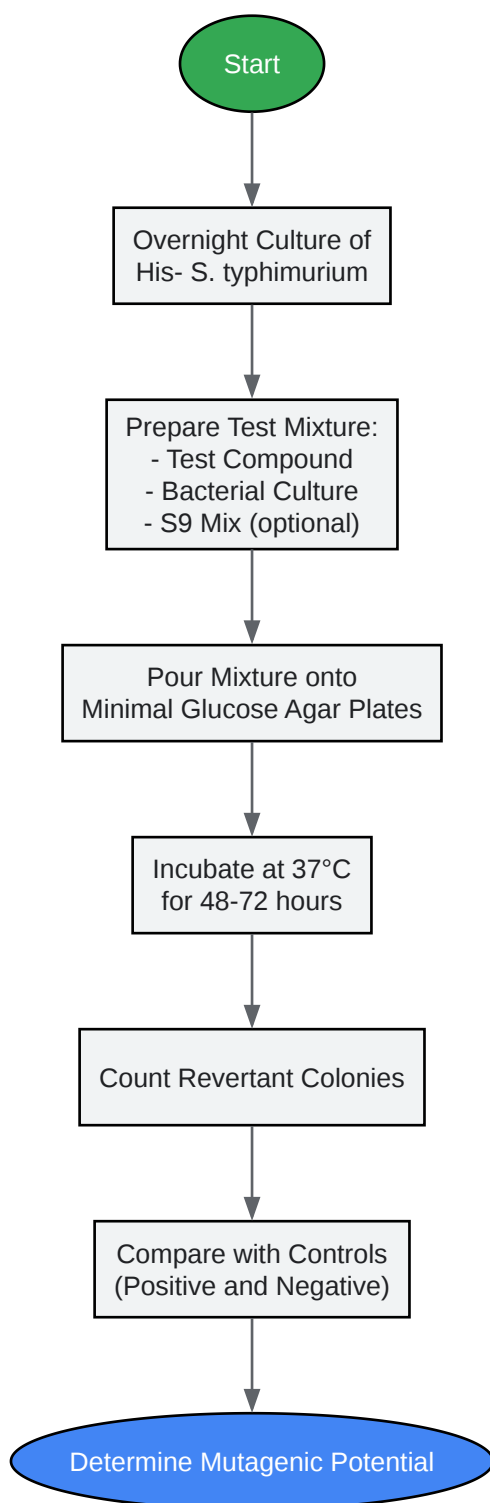 Start
Overnight Culture of
His- S. typhimurium
Prepare Test Mixture:
- Test Compound
- Bacterial Culture
- S9 Mix (optional)
Pour Mixture onto
Minimal Glucose Agar Plates
Incubate at 37°C
for 48-72 hours
Count Revertant Colonies
Compare with Controls
(Positive and Negative)
Determine Mutagenic Potential